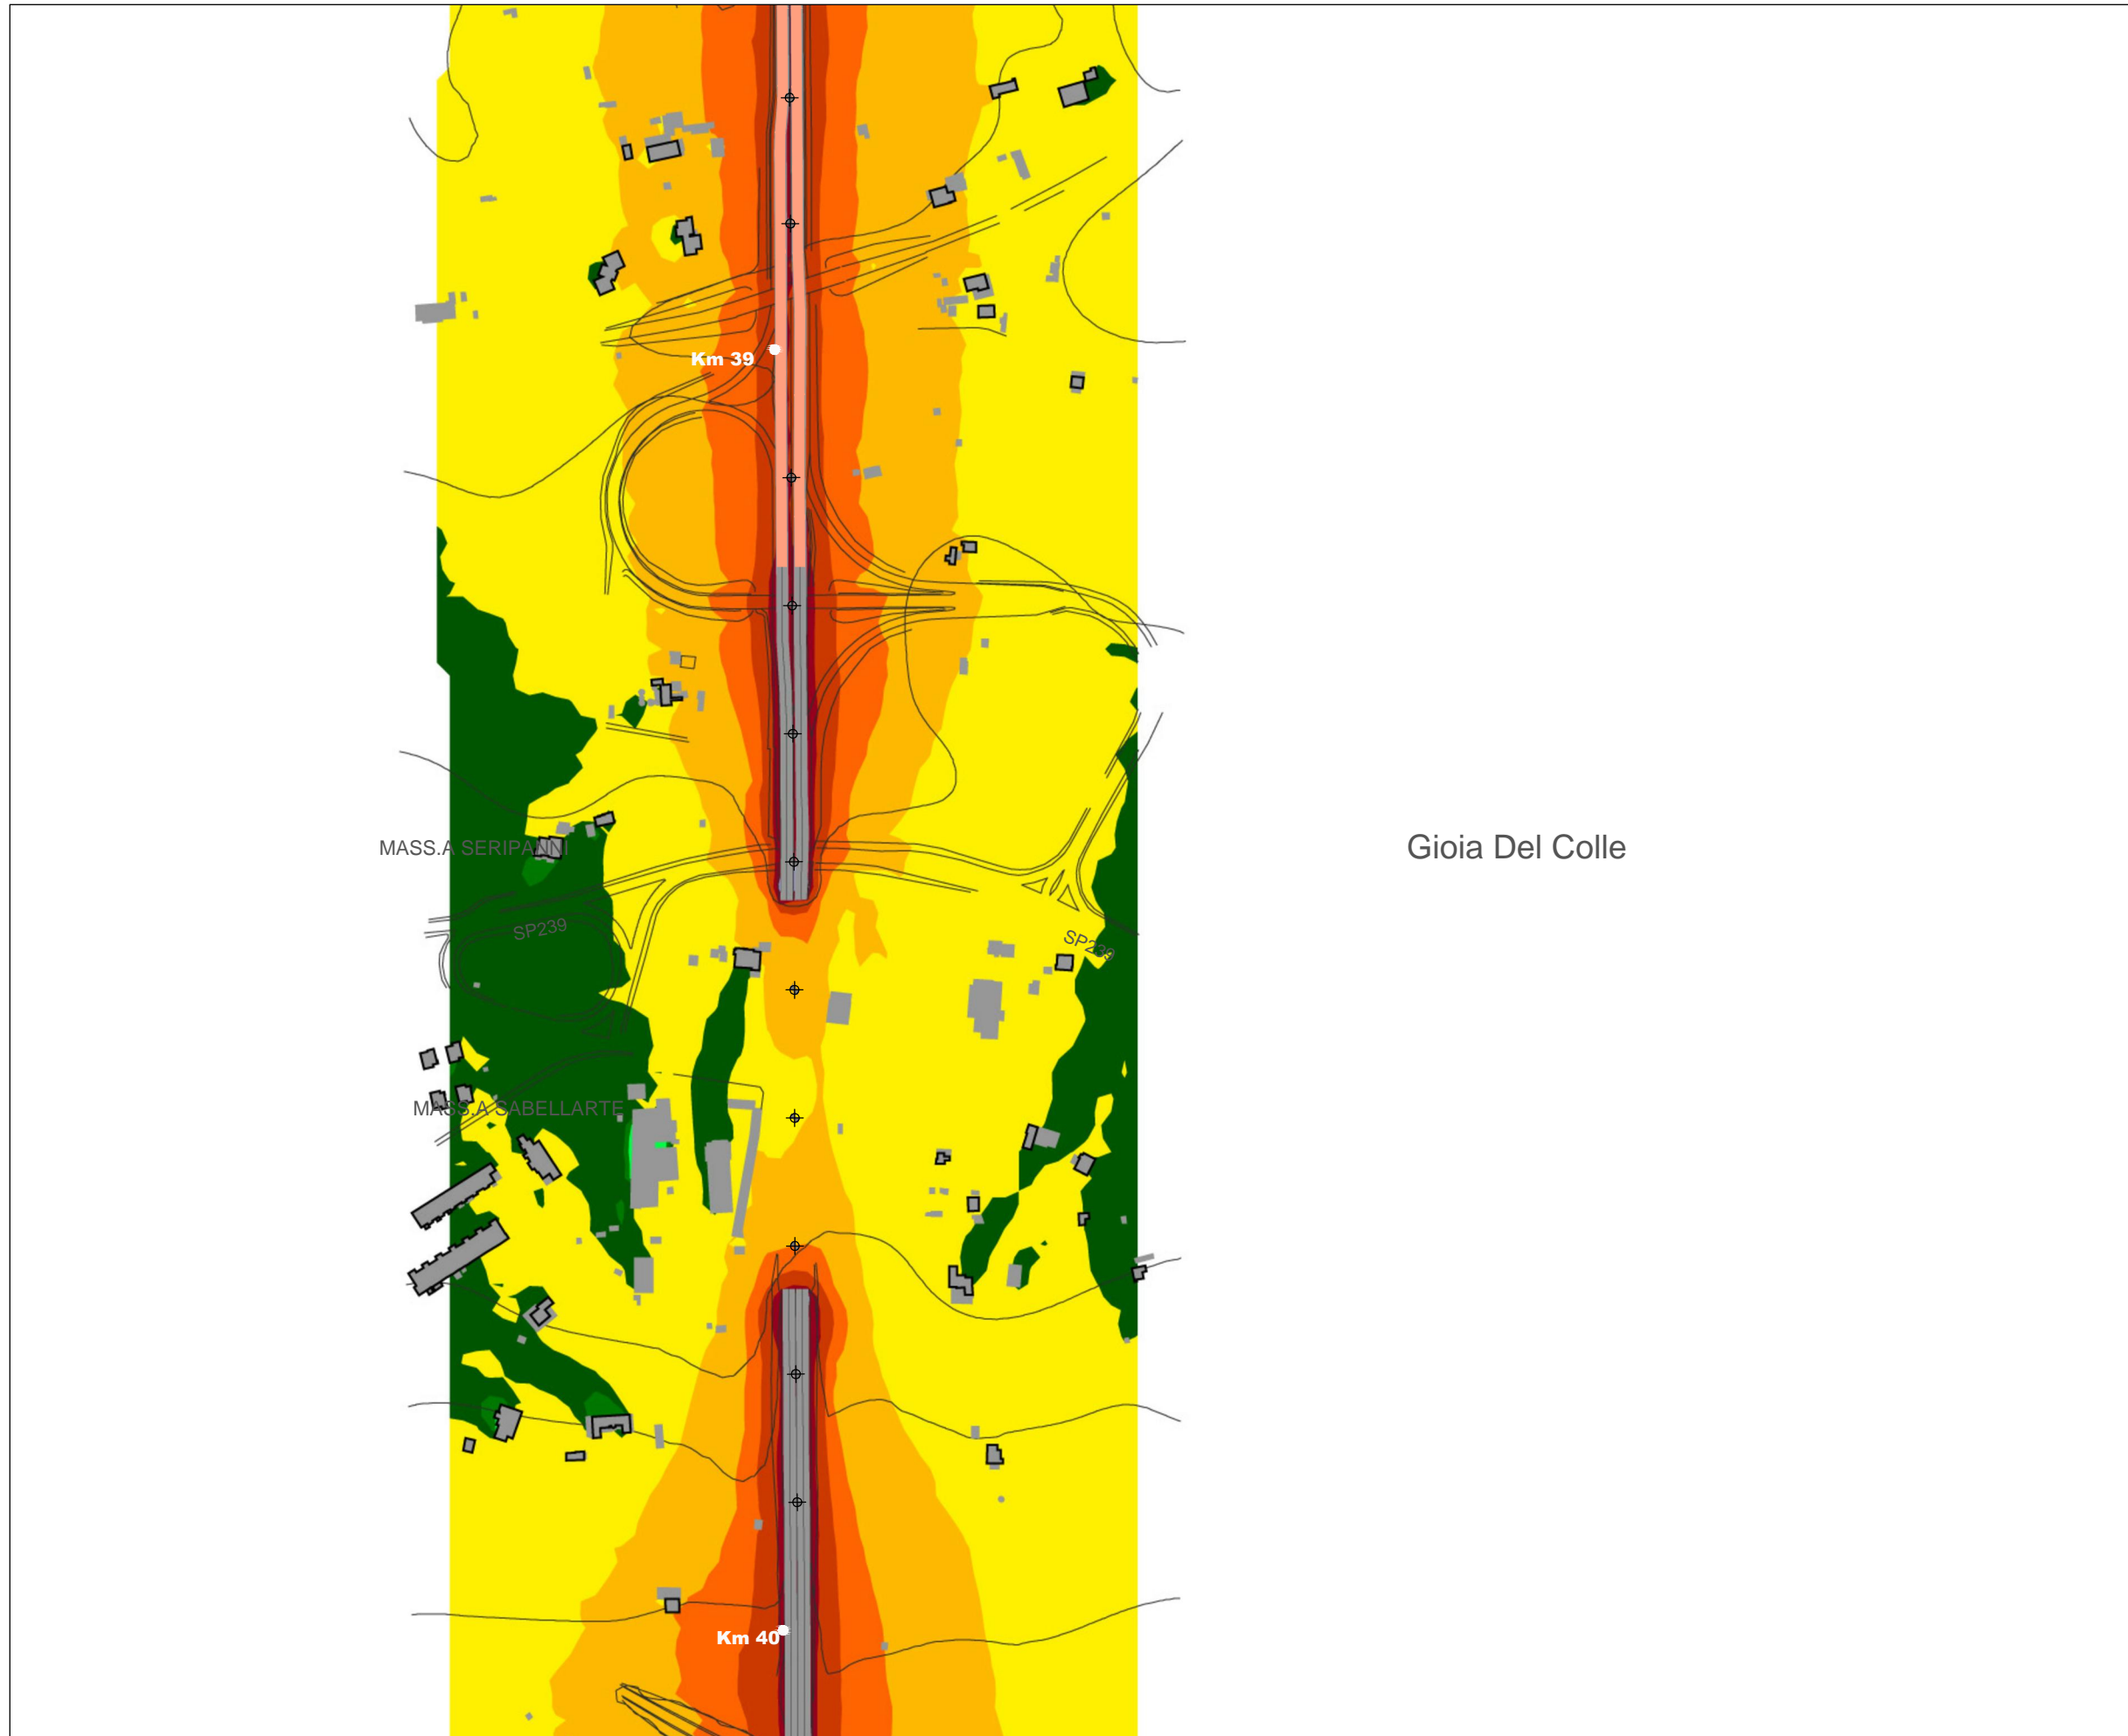 Km 39
MASS.A SERIPANNI
Gioia Del Colle
SP239
SP239
MASS.A SABELLARTE
Km 40